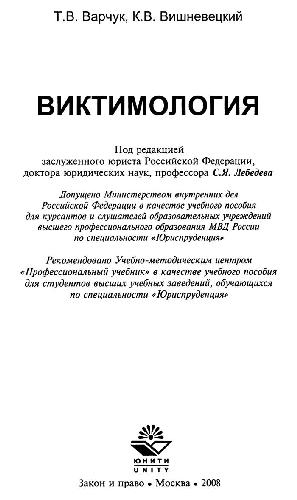 Т.В. Варчук, К.В. Вишневецкий
ВИКТИМОЛОГИЯ
Под редакцией
заслуженного юриста Российской Федерации,
доктора юридических наук, профессора С.Я. Лебедева
Допущено Министерством внутренних дел
Российской Федерации в качестве учебного пособия
для курсантов и слушателей образовательных учреждений
высшего профессионального образования МВД России
по специальности «Юриспруденция»
Рекомендовано Учебно-методическим центром
«Профессиональный учебник» в качестве учебного пособия
для студентов высших учебных заведений, обучающихся
по специальности «Юриспруденция»
ЮНИТИ
UNITY
Закон и право • Москва • 2008